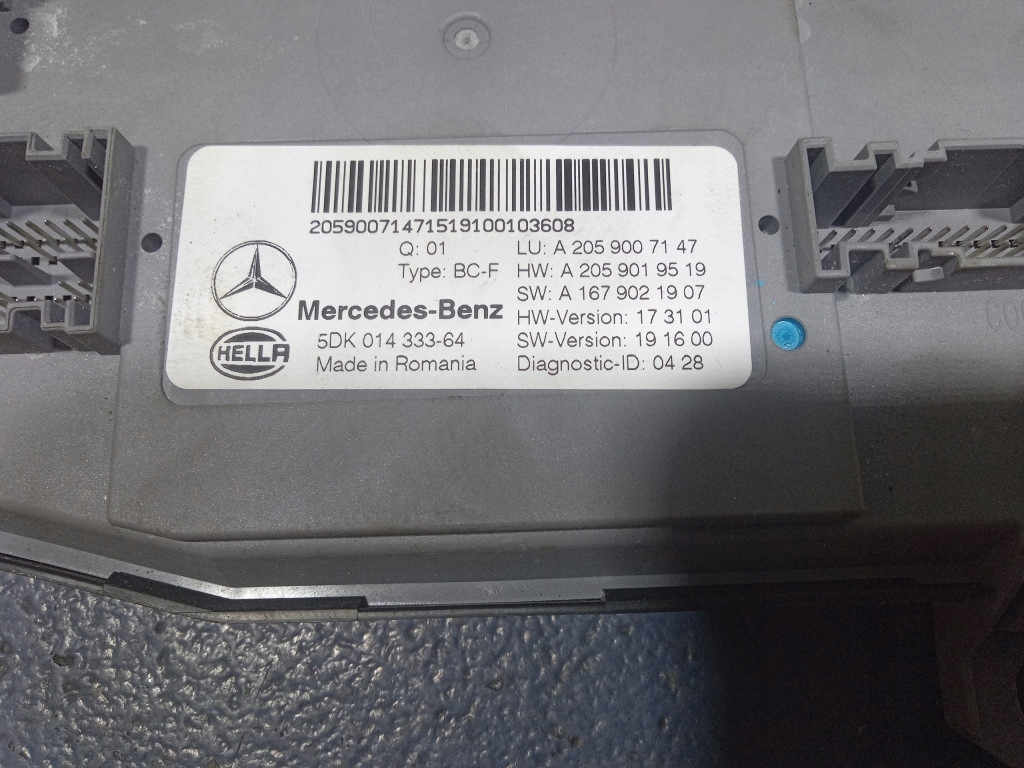 20590071471519100103608
Q: 01
LU: A 205 900 71 47
Type: BC-F
HW: A 205 901 95 19
SW: A 167 902 19 07
Mercedes-Benz
HW-Version: 17 31 01
HELLA
5DK 014 333-64
SW-Version: 19 16 00
Made in Romania
Diagnostic-ID: 04 28